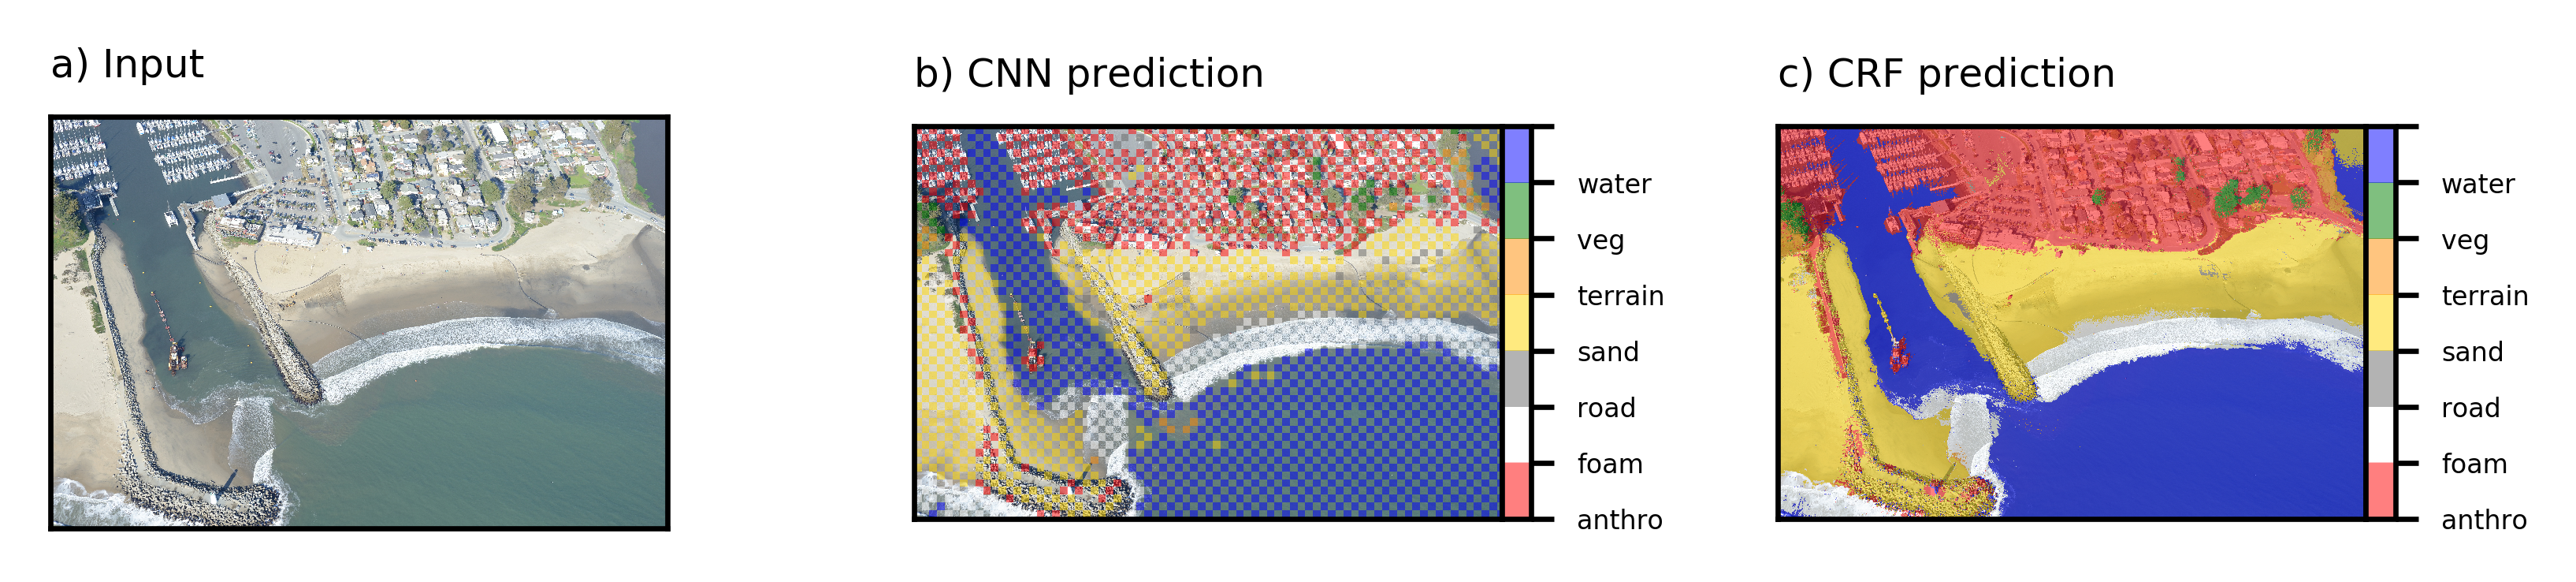 a) Input
b) CNN prediction
c) CRF prediction
water
veg
terrain
sand
road
foam
anthro
water
veg
terrain
sand
road
foam
anthro